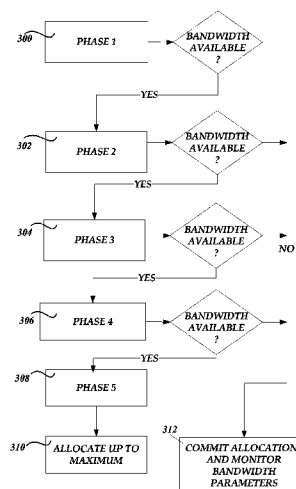 300
PHASE 1
BANDWIDTH
AVAILABLE
?
YES
302
PHASE 2
BANDWIDTH
AVAILABLE
?
YES
304
PHASE 3
BANDWIDTH
AVAILABLE
?
NO
YES
306
PHASE 4
BANDWIDTH
AVAILABLE
?
YES
308
PHASE 5
310
ALLOCATE UP TO
MAXIMUM
312
COMMIT ALLOCATION
AND MONITOR
BANDWIDTH
PARAMETERS